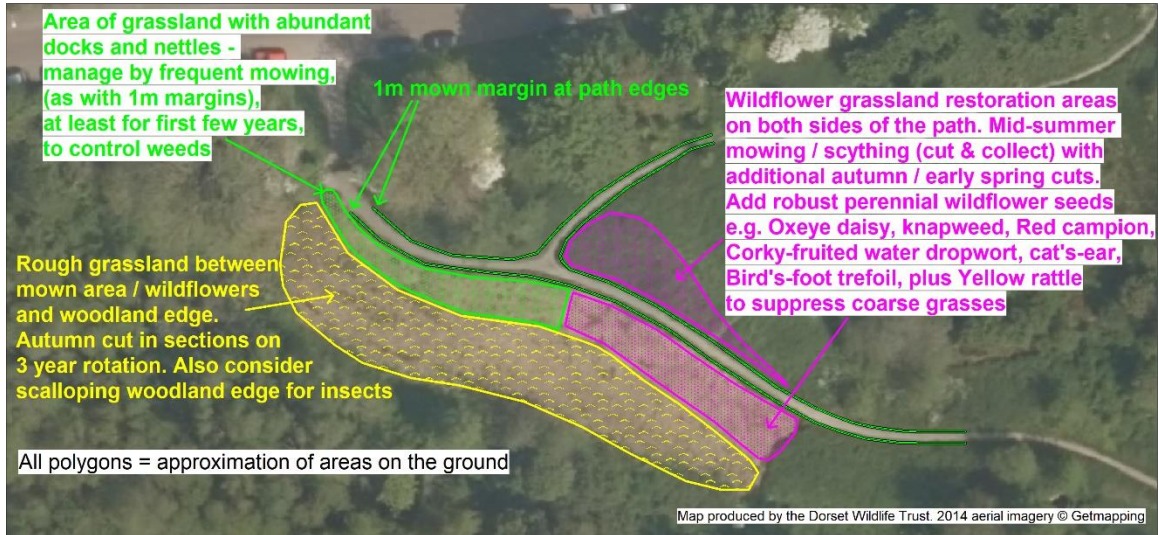 Area of grassland with abundant
docks and nettles -
manage by frequent mowing,
(as with 1m margins),
at least for first few years,
to control weeds
1m mown margin at path edges
Wildflower grassland restoration areas
on both sides of the path. Mid-summer
mowing / scything (cut & collect) with
additional autumn / early spring cuts.
Add robust perennial wildflower seeds
e.g. Oxeye daisy, knapweed, Red campion,
Corky-fruited water dropwort, cat's-ear,
Bird's-foot trefoil, plus Yellow rattle
to suppress coarse grasses
Rough grassland between
mown area / wildflowers
and woodland edge.
Autumn cut in sections on
3 year rotation. Also consider
scalloping woodland edge for insects
All polygons = approximation of areas on the ground
Map produced by the Dorset Wildlife Trust. 2014 aerial imagery © Getmapping